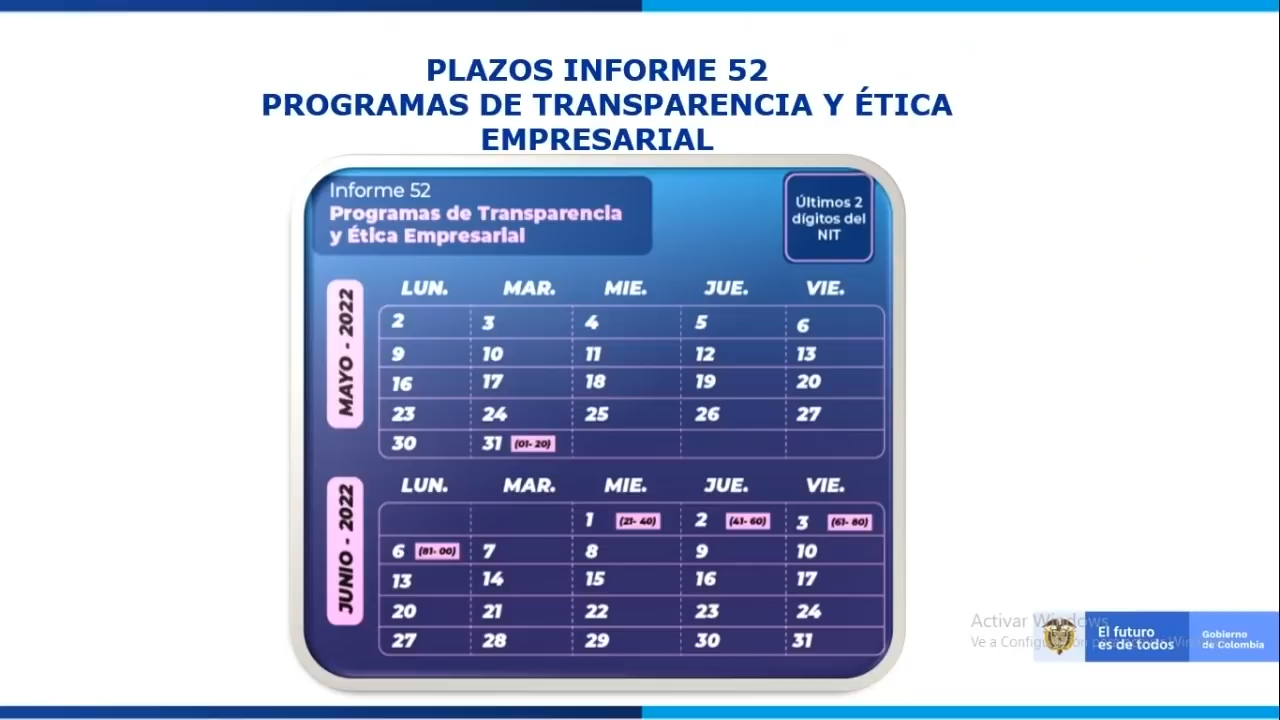 PLAZOS INFORME 52
PROGRAMAS DE TRANSPARENCIA Y ÉTICA
EMPRESARIAL
Informe 52
Programas de Transparencia
y Ética Empresarial
Últimos 2
dígitos del
NIT
MAYO - 2022
LUN. MAR. MIE. JUE. VIE.
2 3 4 5 6
9 10 11 12 13
16 17 18 19 20
23 24 25 26 27
30 31 (01- 20)
JUNIO - 2022
LUN. MAR. MIE. JUE. VIE.
1 (21- 40) 2 (41- 60) 3 (61- 80)
6 (81- 00) 7 8 9 10
13 14 15 16 17
20 21 22 23 24
27 28 29 30 31
Activar Windows
Ve a
El futuro
es de todos
Gobierno
de Colombia